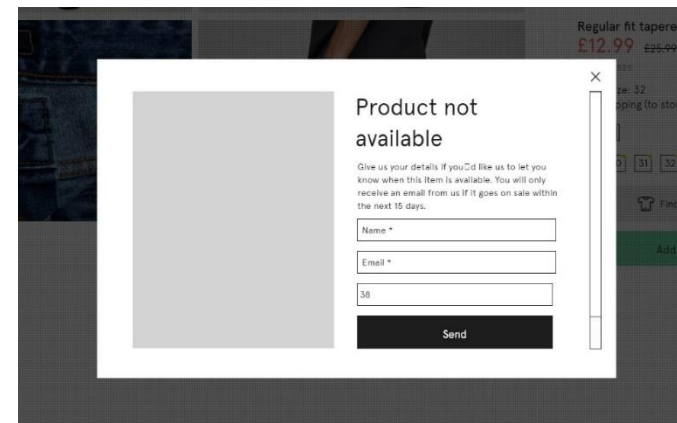 Regular fit tapere
£12.99 £25.99
ze: 32
pping (to sto
31 32
Find
Add
Product not
available
Give us your details if you□d like us to let you
know when this item is available. You will only
receive an email from us if it goes on sale within
the next 15 days.
Name *
Email *
38
Send